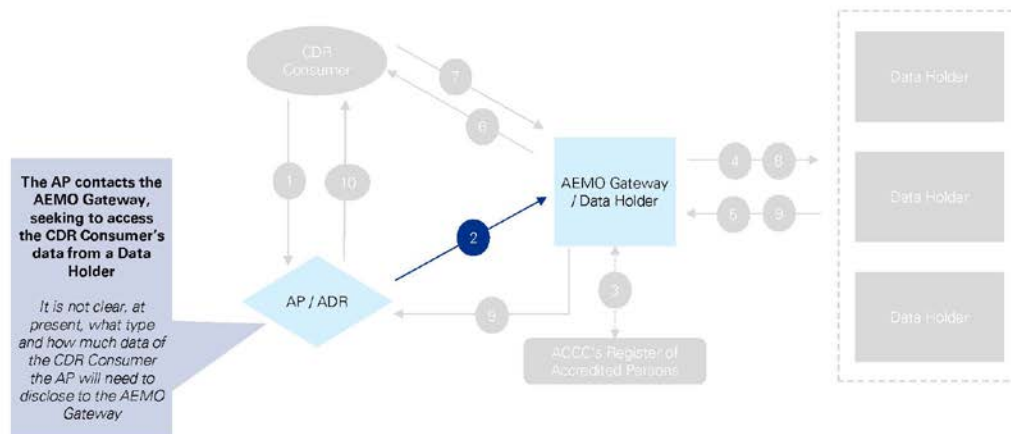 CDR
Consumer
7
6
Data Holder
1
10
AEMO Gateway
/ Data Holder
4
8
5
9
Data Holder
The AP contacts the
AEMO Gateway,
seeking to access
the CDR Consumer's
data from a Data
Holder
It is not clear, at
present, what type
and how much data of
the CDR Consumer
the AP will need to
disclose to the AEMO
Gateway
2
AP / ADR
9
3
ACCC's Register of
Accredited Persons
Data Holder